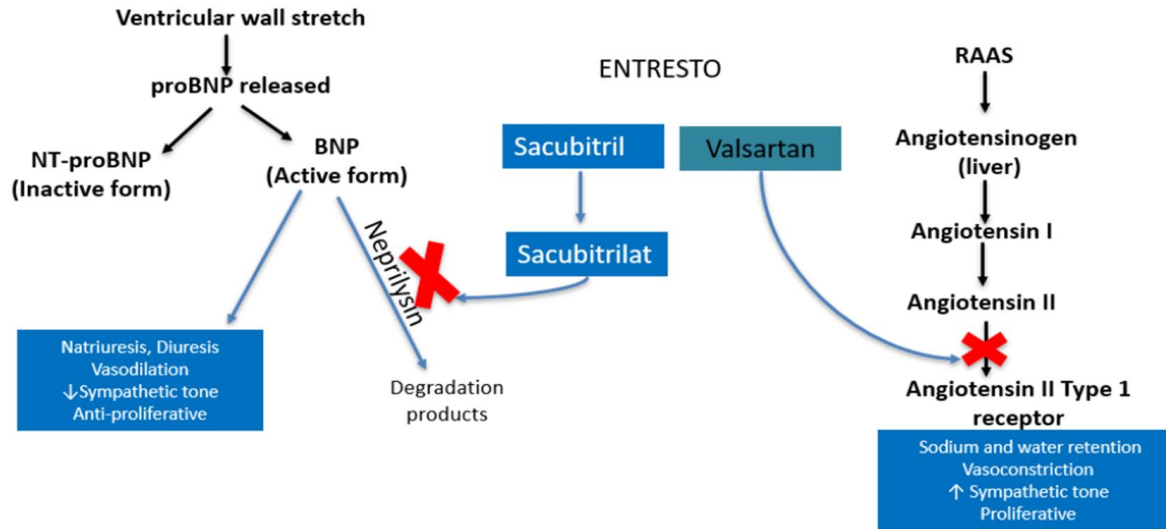 Ventricular wall stretch
proBNP released
NT-proBNP
(Inactive form)
BNP
(Active form)
Neprilysin
Natriuresis, Diuresis
Vasodilation
↓Sympathetic tone
Anti-proliferative
Degradation
products
ENTRESTO
Sacubitril
Valsartan
Sacubitrilat
RAAS
Angiotensinogen
(liver)
Angiotensin I
Angiotensin II
Angiotensin II Type 1
receptor
Sodium and water retention
Vasoconstriction
↑ Sympathetic tone
Proliferative